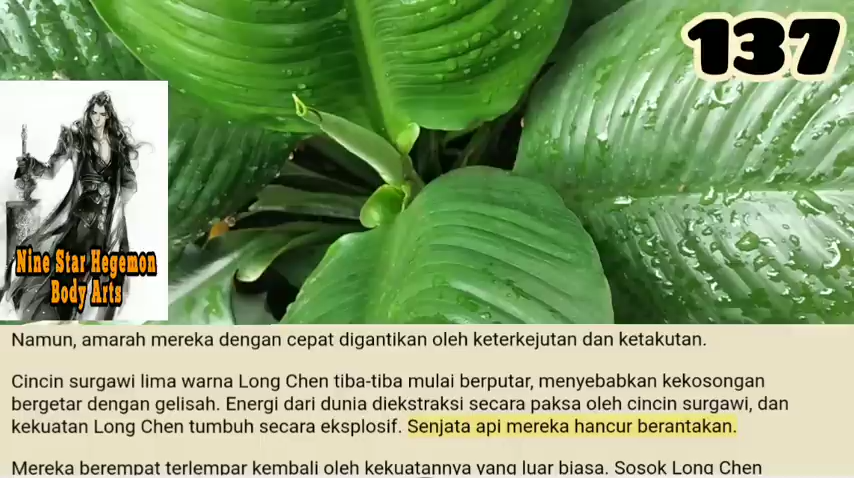 137
Nine Star Hegemon
Body Arts
Namun, amarah mereka dengan cepat digantikan oleh keterkejutan dan ketakutan.
Cincin surgawi lima warna Long Chen tiba-tiba mulai berputar, menyebabkan kekosongan
bergetar dengan gelisah. Energi dari dunia diekstraksi secara paksa oleh cincin surgawi, dan
kekuatan Long Chen tumbuh secara eksplosif. Senjata api mereka hancur berantakan.
Mereka berempat terlempar kembali oleh kekuatannya yang luar biasa. Sosok Long Chen